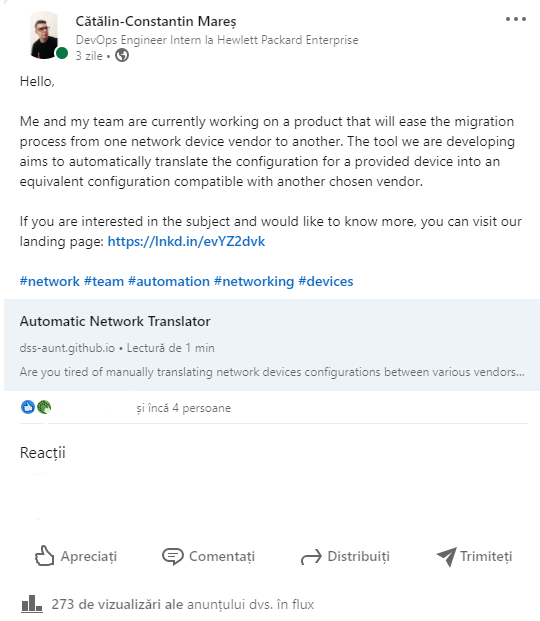 Cătălin-Constantin Mareș
DevOps Engineer Intern la Hewlett Packard Enterprise
3 zile •
Hello,
Me and my team are currently working on a product that will ease the migration
process from one network device vendor to another. The tool we are developing
aims to automatically translate the configuration for a provided device into an
equivalent configuration compatible with another chosen vendor.
If you are interested in the subject and would like to know more, you can visit our
landing page: https://lnkd.in/evYZ2dvk
#network #team #automation #networking #devices
Automatic Network Translator
dss-aunt.github.io • Lectură de 1 min
Are you tired of manually translating network devices configurations between various vendors...
și încă 4 persoane
Reacții
Apreciați Comentați Distribuiți Trimiteți
273 de vizualizări ale anunțului dvs. în flux